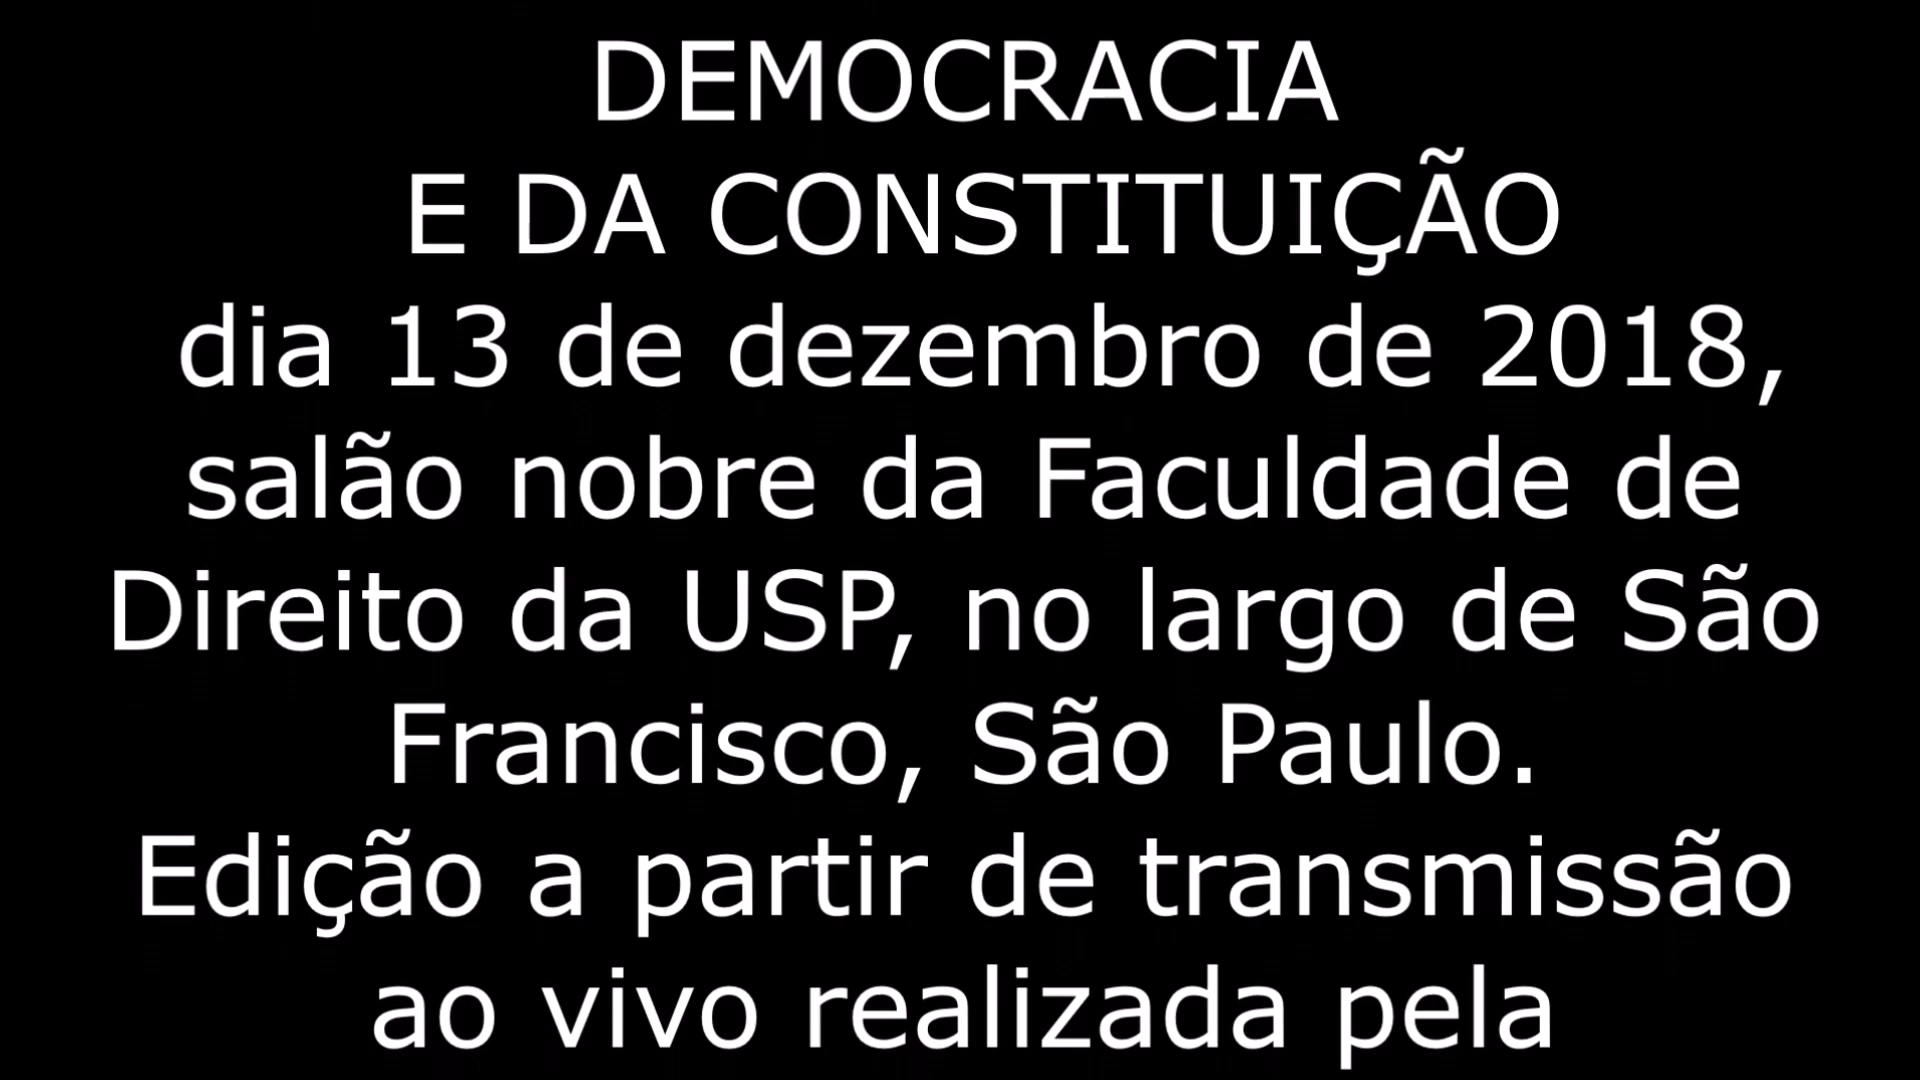 DEMOCRACIA
E DA CONSTITUIÇÃO
dia 13 de dezembro de 2018,
salão nobre da Faculdade de
Direito da USP, no largo de São
Francisco, São Paulo.
Edição a partir de transmissão
ao vivo realizada pela